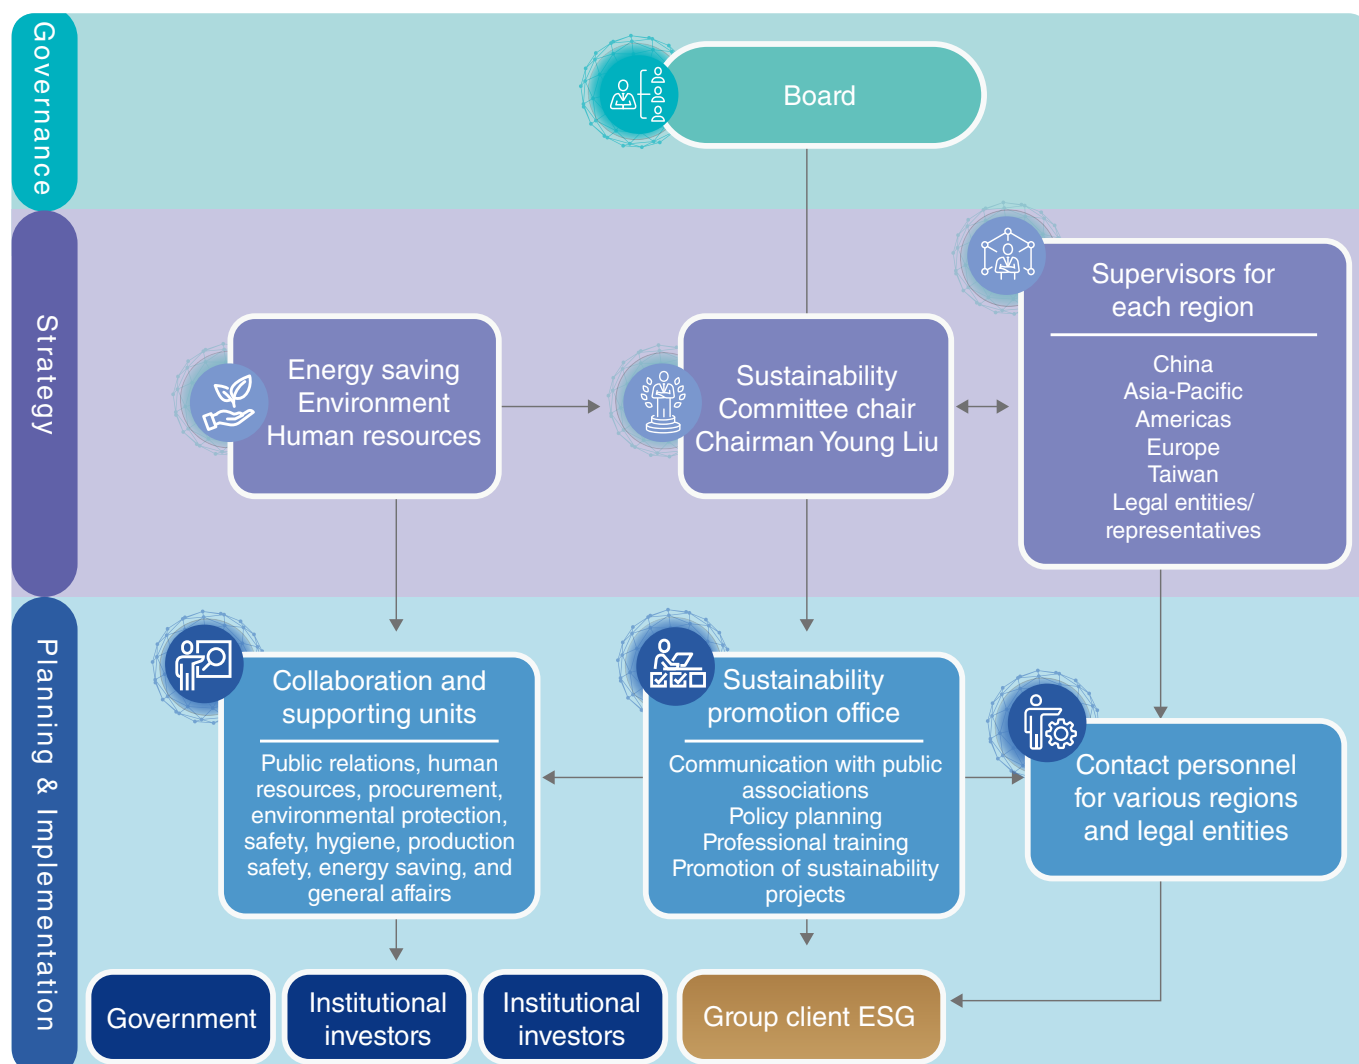 Governance
Board
Strategy
Energy saving
Environment
Human resources
Sustainability
Committee chair
Chairman Young Liu
Supervisors for
each region
China
Asia-Pacific
Americas
Europe
Taiwan
Legal entities/
representatives
Planning & Implementation
Collaboration and
supporting units
Public relations, human
resources, procurement,
environmental protection,
safety, hygiene, production
safety, energy saving, and
general affairs
Sustainability
promotion office
Communication with public
associations
Policy planning
Professional training
Promotion of sustainability
projects
Contact personnel
for various regions
and legal entities
Government
Institutional
investors
Institutional
investors
Group client ESG